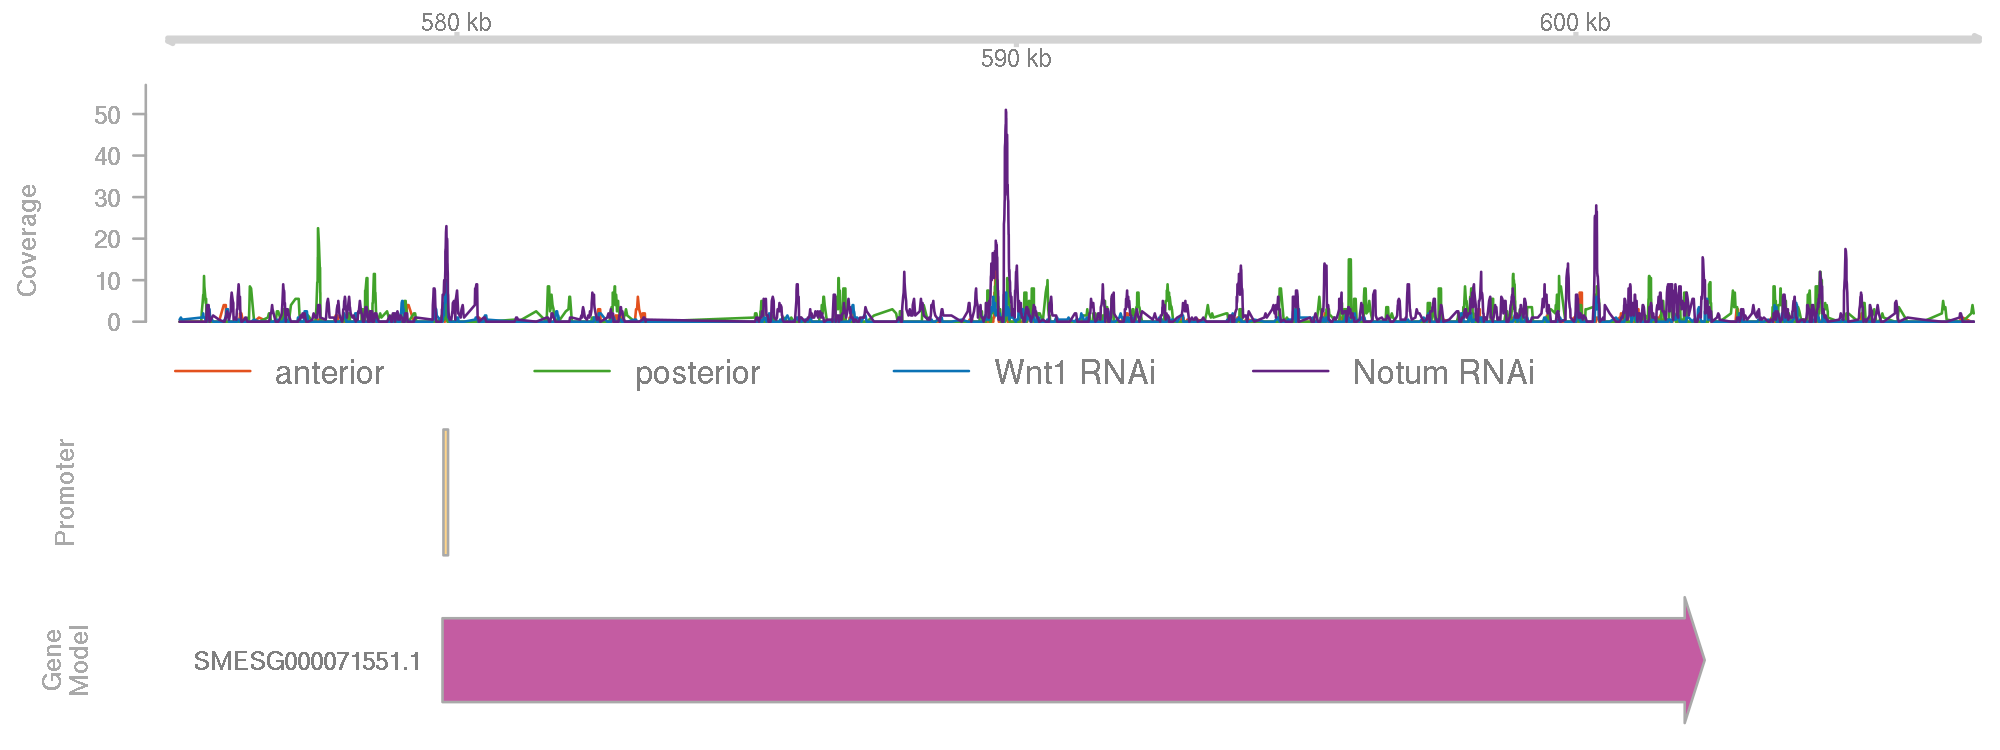 580 kb
600 kb
590 kb
Coverage
50
40
30
20
10
0
anterior posterior Wnt1 RNAi Notum RNAi
Promoter
Gene
Model
SMESG000071551.1